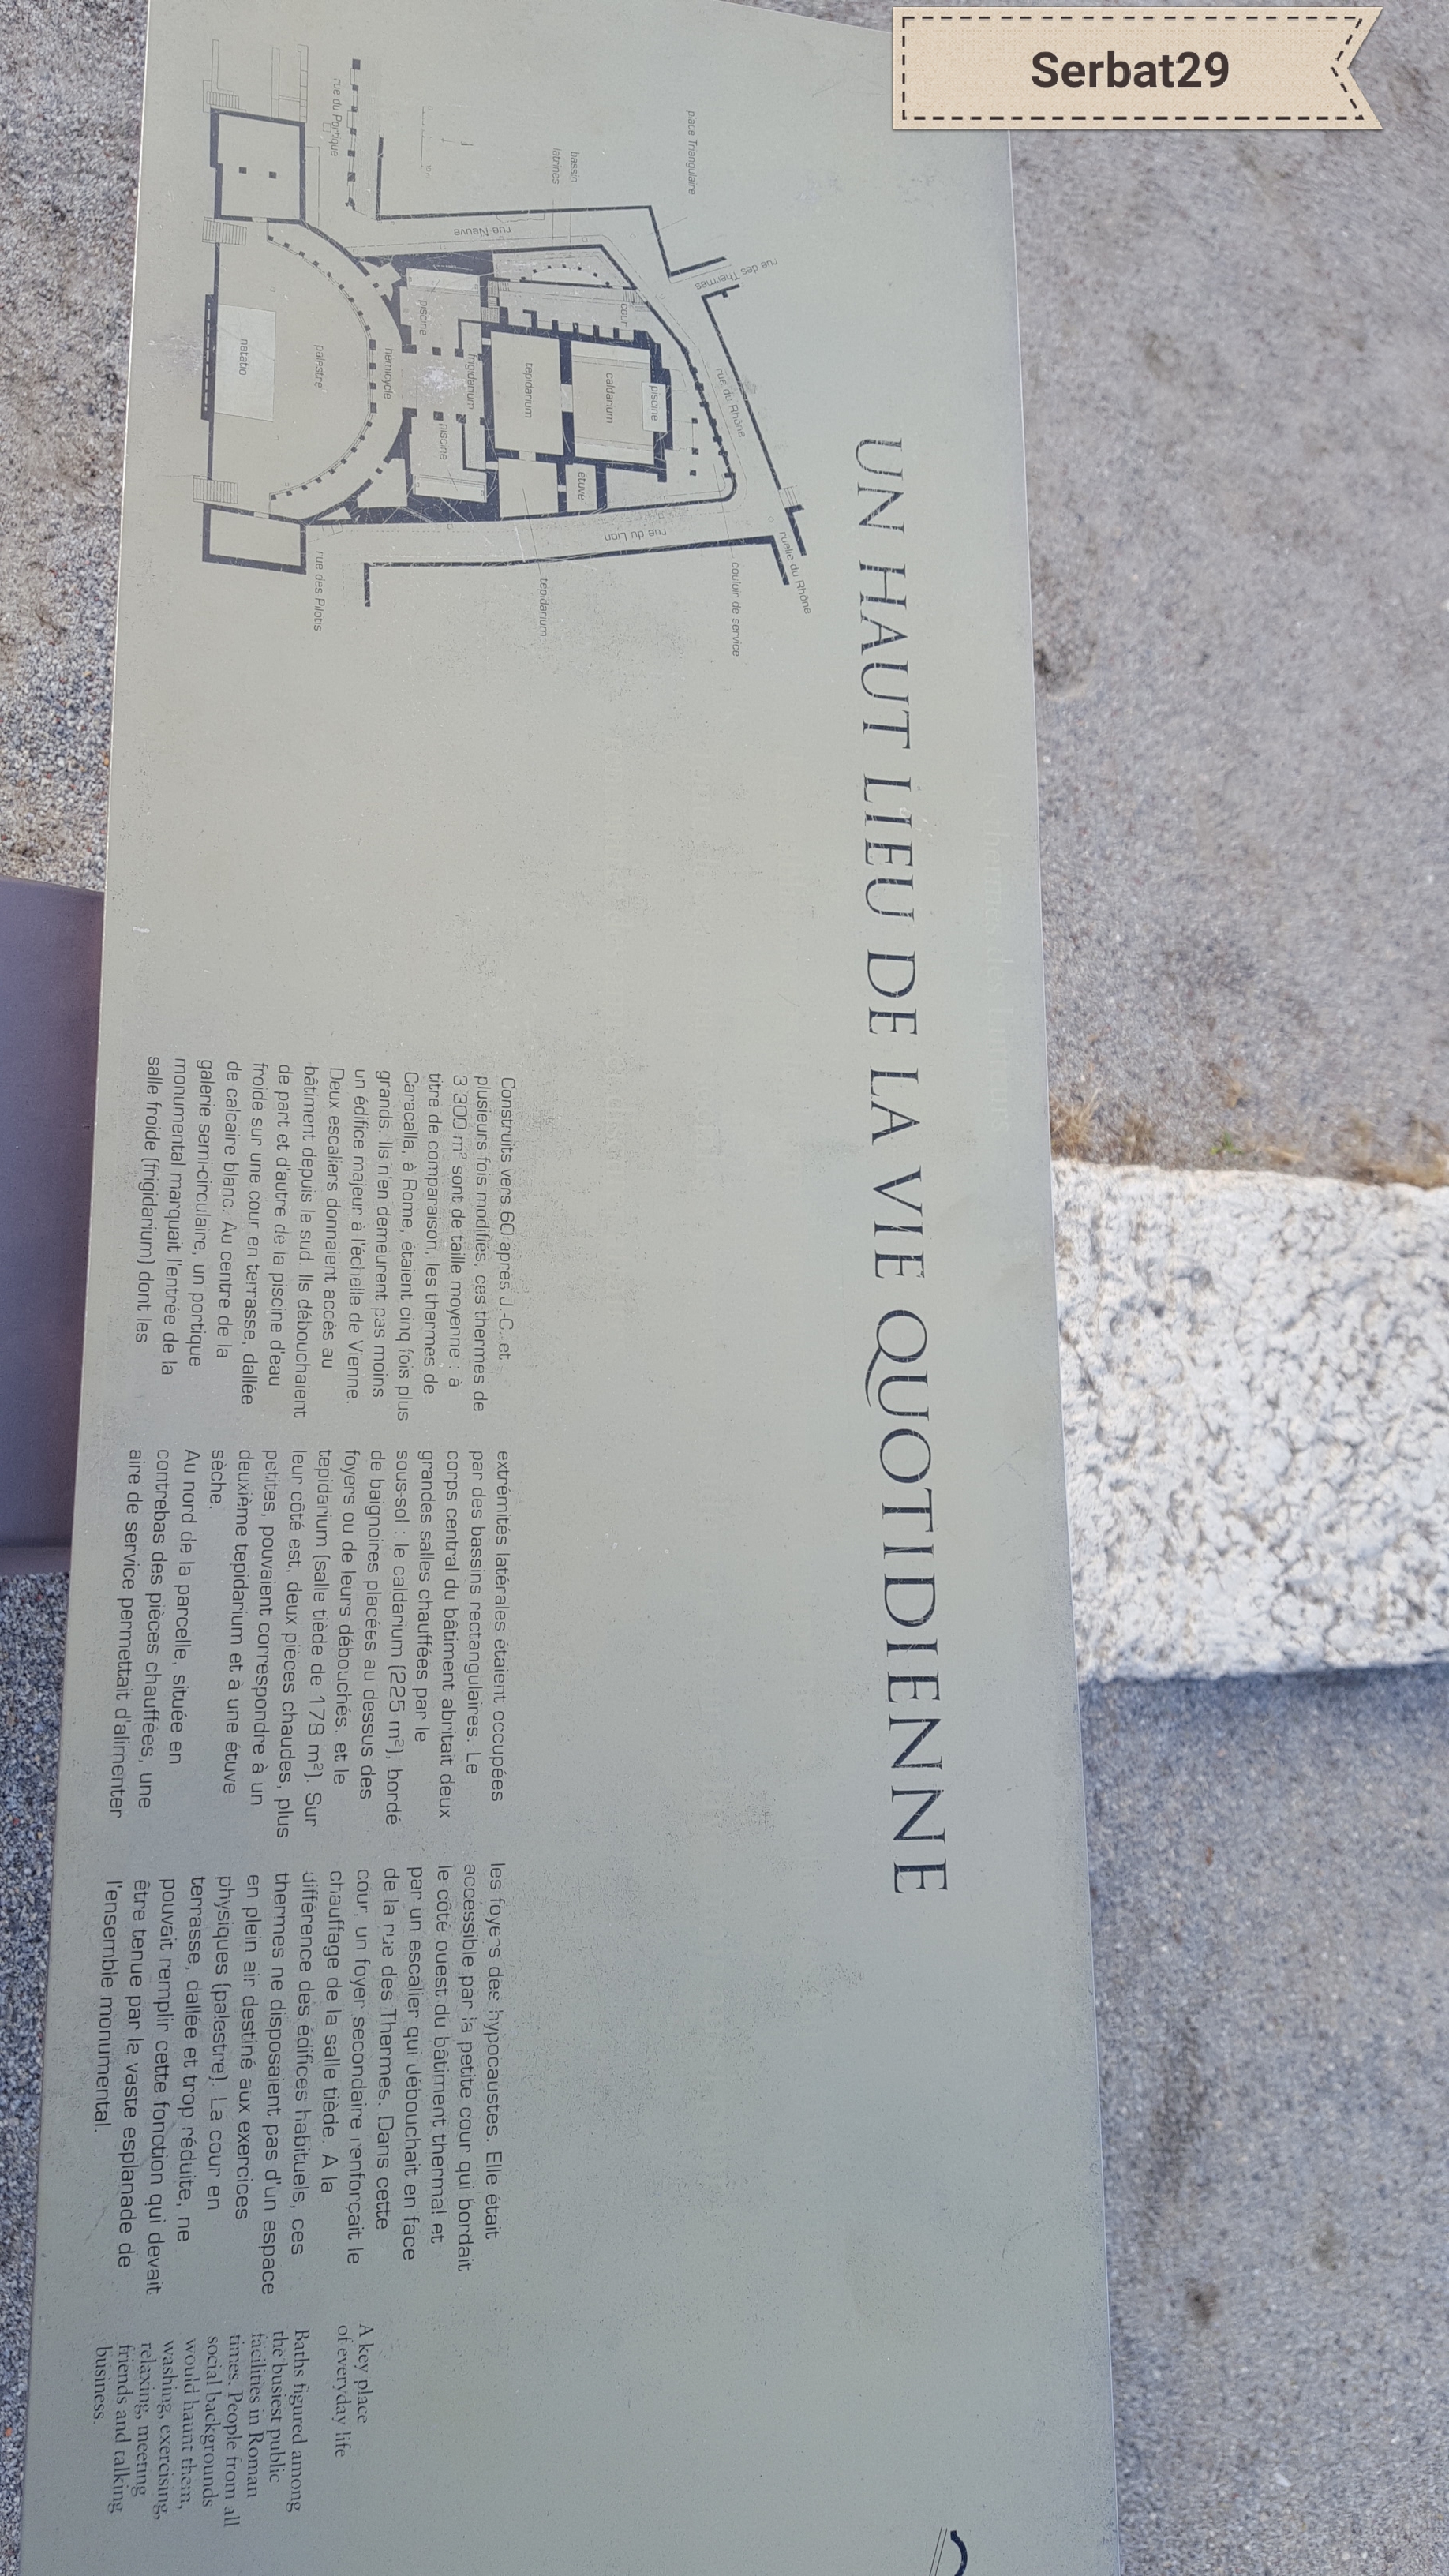 Serbat29
UN HAUT LIEU DE LA VIE QUOTIDIENNE
place Triangulaire
rue des Thermes
bassin
latrines
rue Neuve
rue du Portique
cour
rue du Rhône
piscine
caldarium
tepidarium
frigidarium
piscine
piscine
hémicycle
palestre
natatio
étuve
rue du Lion
ruelle du Rhône
couloir de service
tepidarium
rue des Pilotis
Construits vers 60 après J.-C. et
plusieurs fois modifiés, ces thermes de
3 300 m² sont de taille moyenne : à
titre de comparaison, les thermes de
Caracalla, à Rome, étaient cinq fois plus
grands. Ils n'en demeurent pas moins
un édifice majeur à l'échelle de Vienne.
Deux escaliers donnaient accès au
bâtiment depuis le sud. Ils débouchaient
de part et d'autre de la piscine d'eau
froide sur une cour en terrasse, dallée
de calcaire blanc. Au centre de la
galerie semi-circulaire, un portique
monumental marquait l'entrée de la
salle froide (frigidarium) dont les
extrémités latérales étaient occupées
par des bassins rectangulaires. Le
corps central du bâtiment abritait deux
grandes salles chauffées par le
sous-sol : le caldarium (225 m²), bordé
de baignoires placées au dessus des
foyers ou de leurs débouchés. et le
tepidarium (salle tiède de 178 m²). Sur
leur côté est, deux pièces chaudes, plus
petites, pouvaient correspondre à un
deuxième tepidarium et à une étuve
sèche.
Au nord de la parcelle, située en
contrebas des pièces chauffées, une
aire de service permettait d'alimenter
les foyers des hypocaustes. Elle était
accessible par la petite cour qui bordait
le côté ouest du bâtiment thermal et
par un escalier qui débouchait en face
de la rue des Thermes. Dans cette
cour, un foyer secondaire renforçait le
chauffage de la salle tiède. A la
différence des édifices habituels, ces
thermes ne disposaient pas d'un espace
en plein air destiné aux exercices
physiques (palestre). La cour en
terrasse, dallée et trop réduite, ne
pouvait remplir cette fonction qui devait
être tenue par la vaste esplanade de
l'ensemble monumental.
A key place
of everyday life
Baths figured among
the busiest public
facilities in Roman
times. People from all
social backgrounds
would haunt them,
washing, exercising,
relaxing, meeting
friends and talking
business.